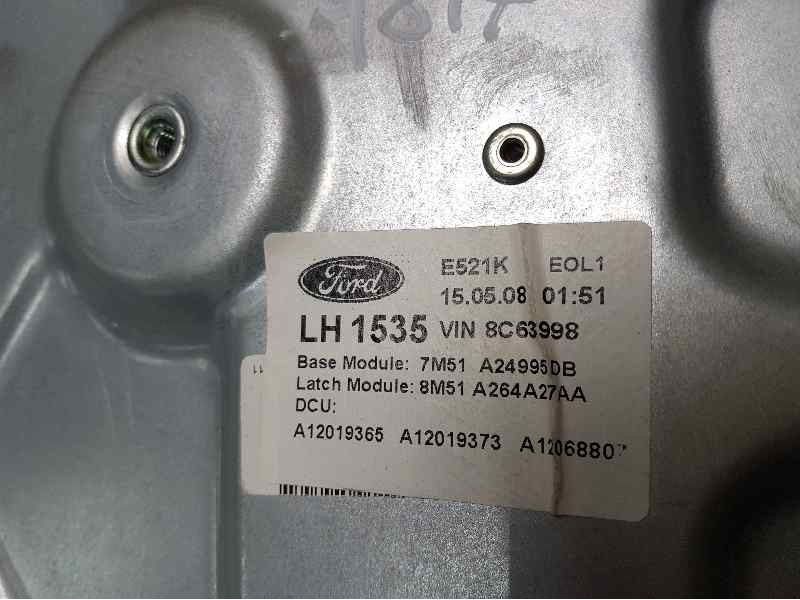 Ford
E521K EOL1
15.05.08 01:51
LH 1535 VIN 8C63998
Base Module: 7M51 A24995DB
Latch Module: 8M51 A264A27AA
DCU:
A12019365 A12019373
11